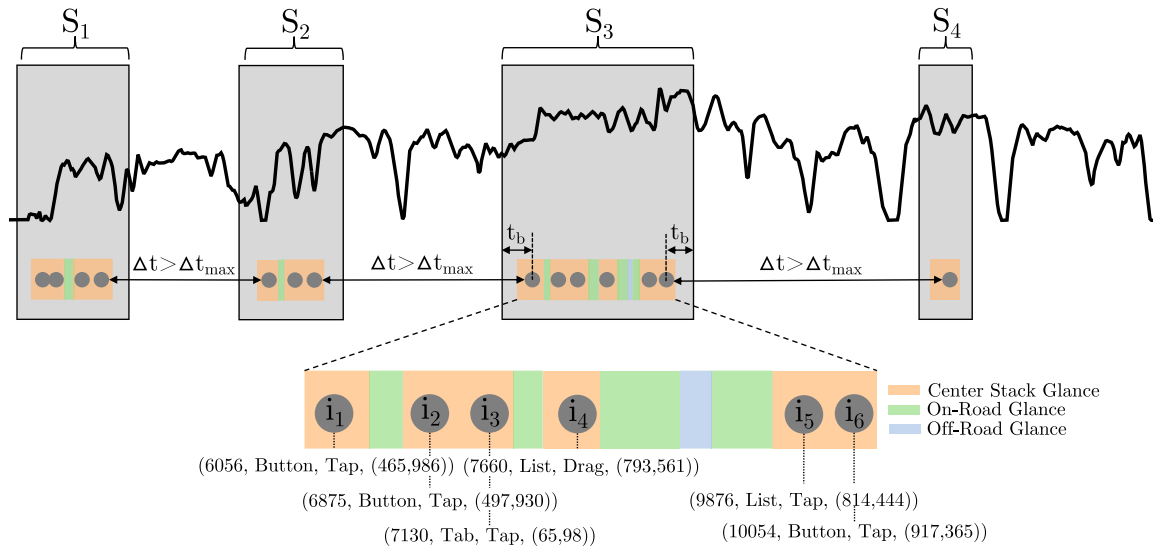 S1 S2 S3 S4
tb tb
Δt>Δtmax Δt>Δtmax Δt>Δtmax
i1 i2 i3 i4 i5 i6
Center Stack Glance
On-Road Glance
Off-Road Glance
(6056, Button, Tap, (465,986)) (7660, List, Drag, (793,561))
(6875, Button, Tap, (497,930)) (9876, List, Tap, (814,444))
(7130, Tab, Tap, (65,98)) (10054, Button, Tap, (917,365))